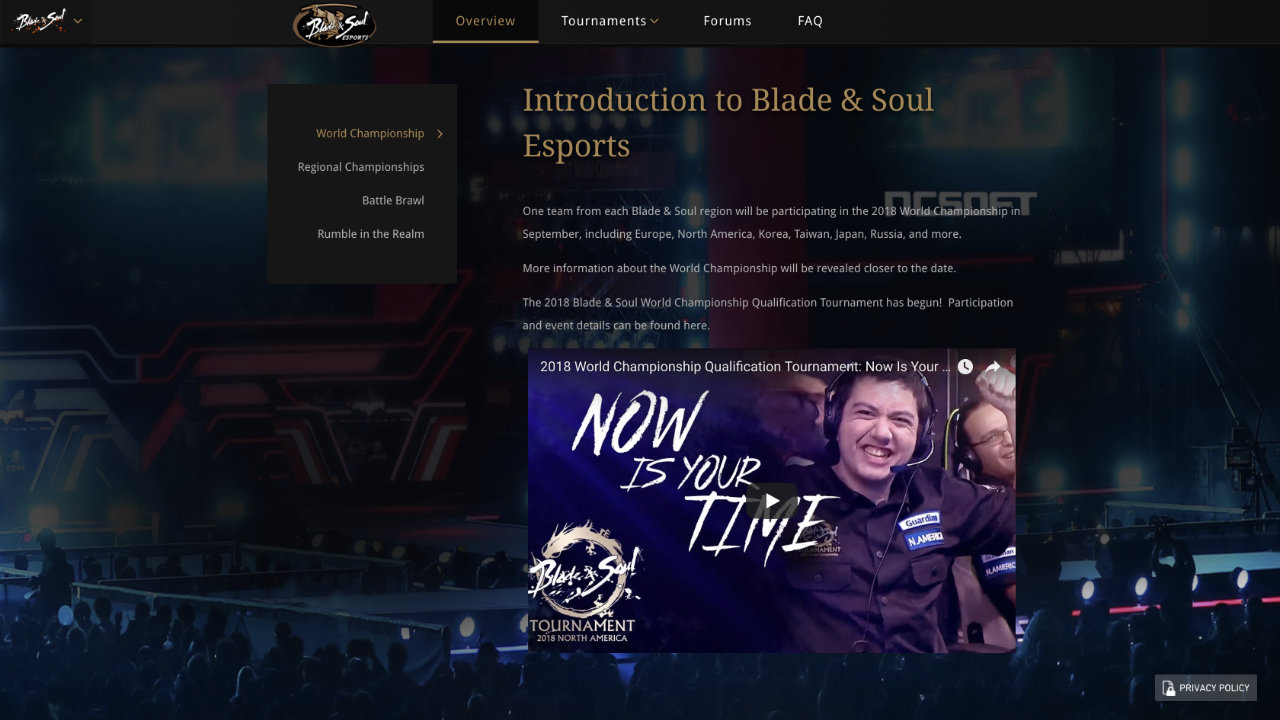 Blade & Soul
Blade & Soul
ESPORTS
Overview
Tournaments
Forums
FAQ
World Championship
Regional Championships
Battle Brawl
Rumble in the Realm
Introduction to Blade & Soul
Esports
NCSOFT
One team from each Blade & Soul region will be participating in the 2018 World Championship in
September, including Europe, North America, Korea, Taiwan, Japan, Russia, and more.
More information about the World Championship will be revealed closer to the date.
The 2018 Blade & Soul World Championship Qualification Tournament has begun!  Participation
and event details can be found here.
2018 World Championship Qualification Tournament: Now Is Your ...
NOW
IS YOUR
TIME
Guardian
N.AMERIC
N.AMERIC
Blade & Soul
TOURNAMENT
2018 NORTH AMERICA
PRIVACY POLICY